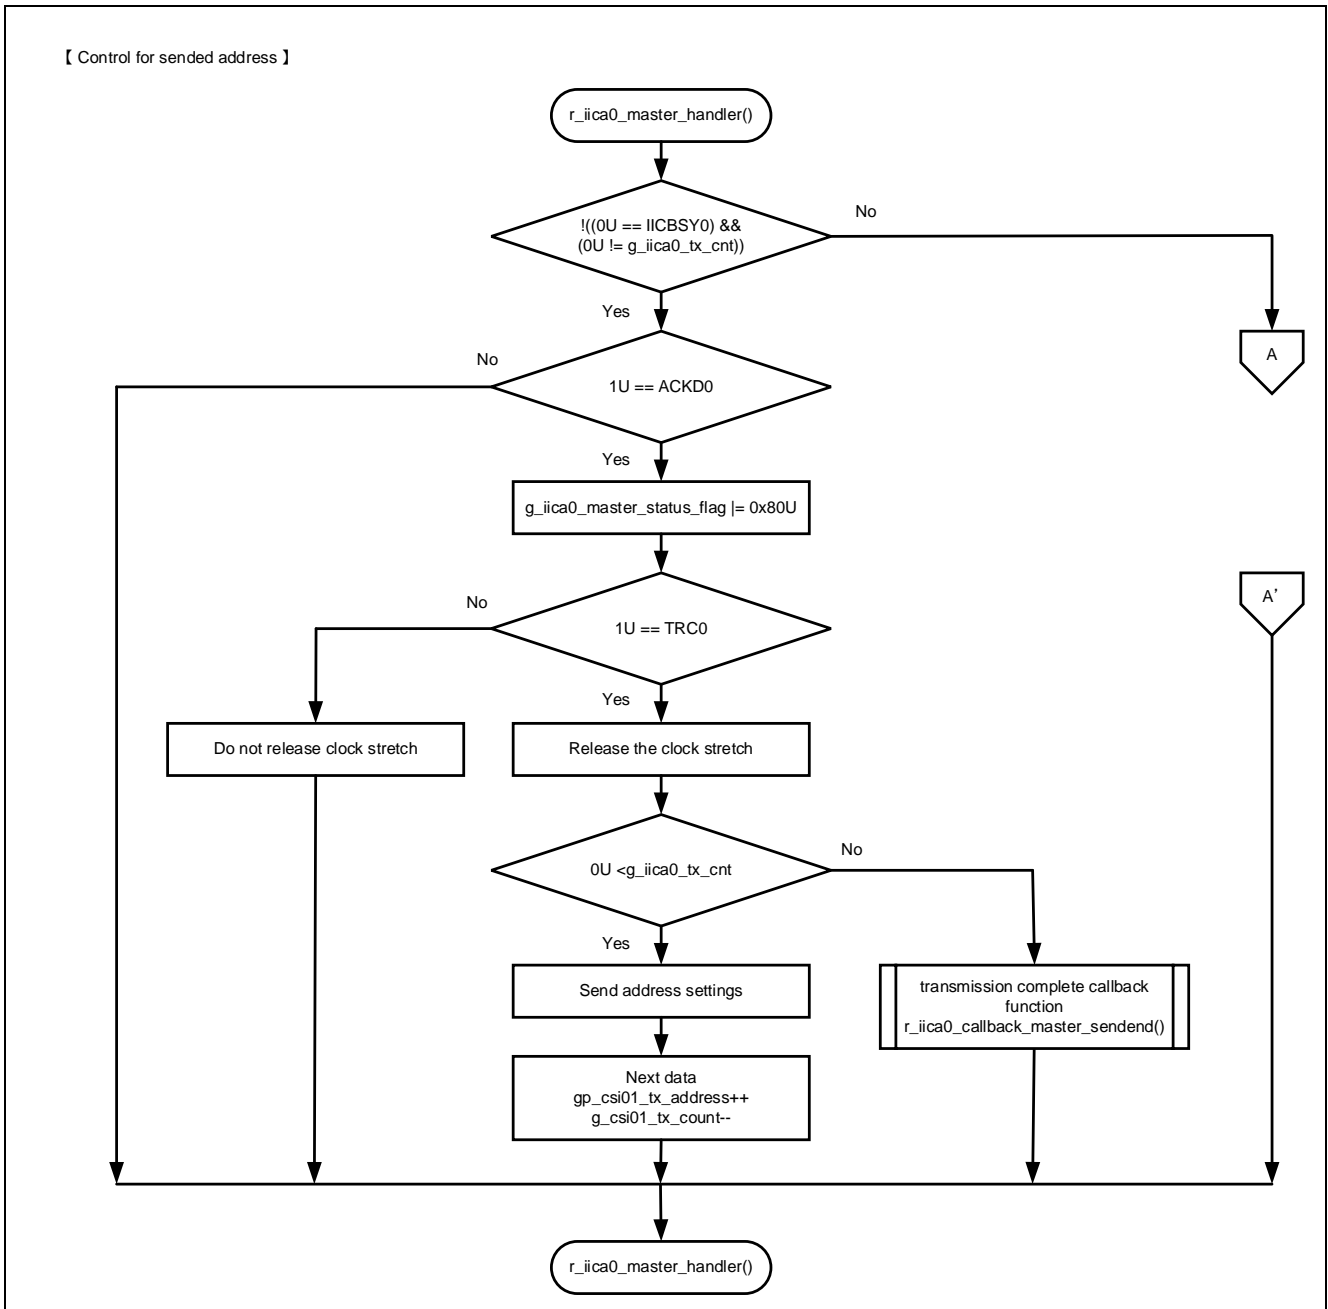 【 Control for sended address 】
r_iica0_master_handler()
!((0U == IICBSY0) &&
(0U != g_iica0_tx_cnt))
No
Yes
A
No
1U == ACKD0
Yes
g_iica0_master_status_flag |= 0x80U
No
1U == TRC0
A’
Yes
Do not release clock stretch
Release the clock stretch
0U <g_iica0_tx_cnt
No
Yes
Send address settings
transmission complete callback
function
r_iica0_callback_master_sendend()
Next data
gp_csi01_tx_address++
g_csi01_tx_count--
r_iica0_master_handler()